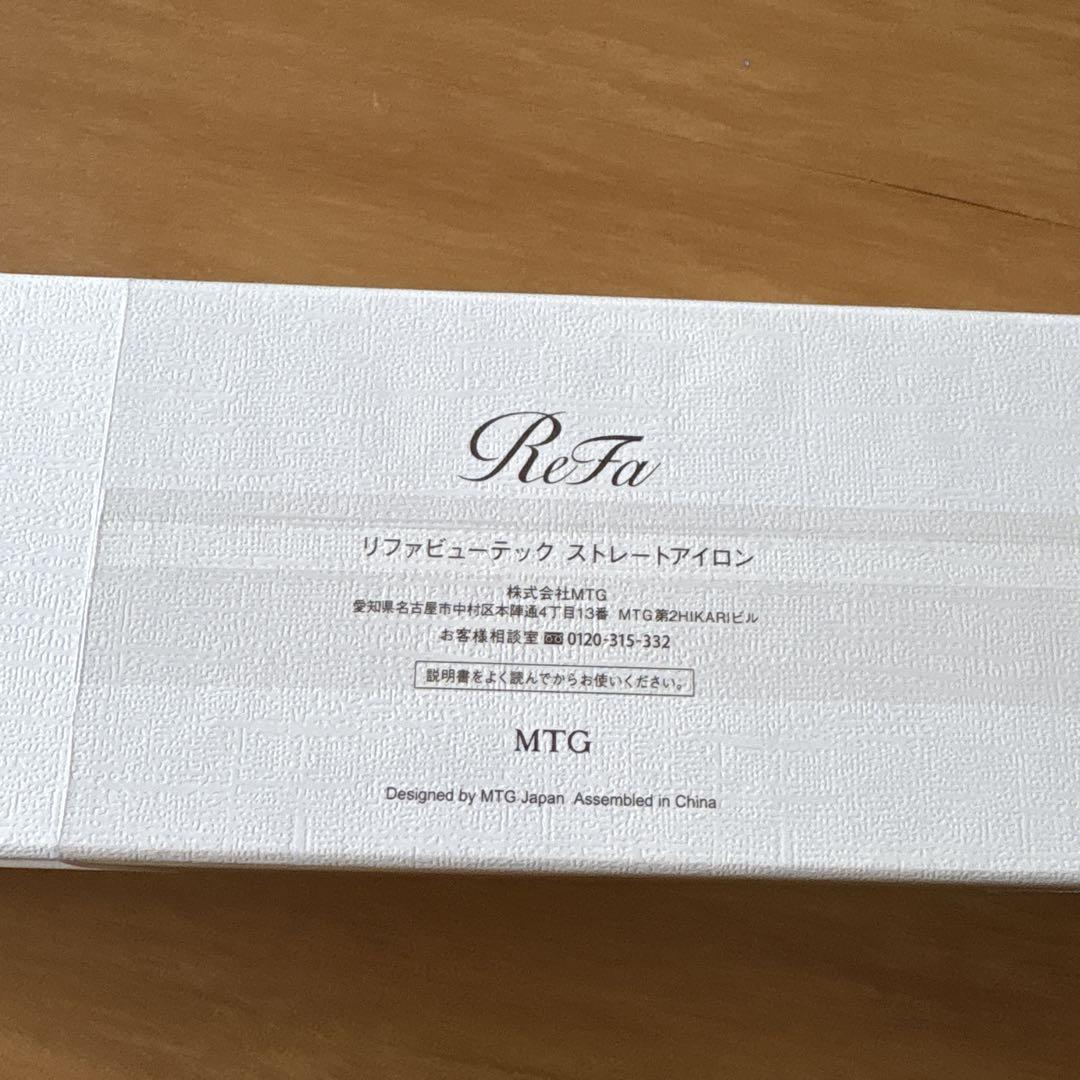 ReFa
リファビューテック ストレートアイロン
株式会社MTG
愛知県名古屋市中村区本陣通4丁目13番 MTG第2HIKARIビル
お客様相談室 0120-315-332
説明書をよく読んでからお使いください。
MTG
Designed by MTG Japan Assembled in China